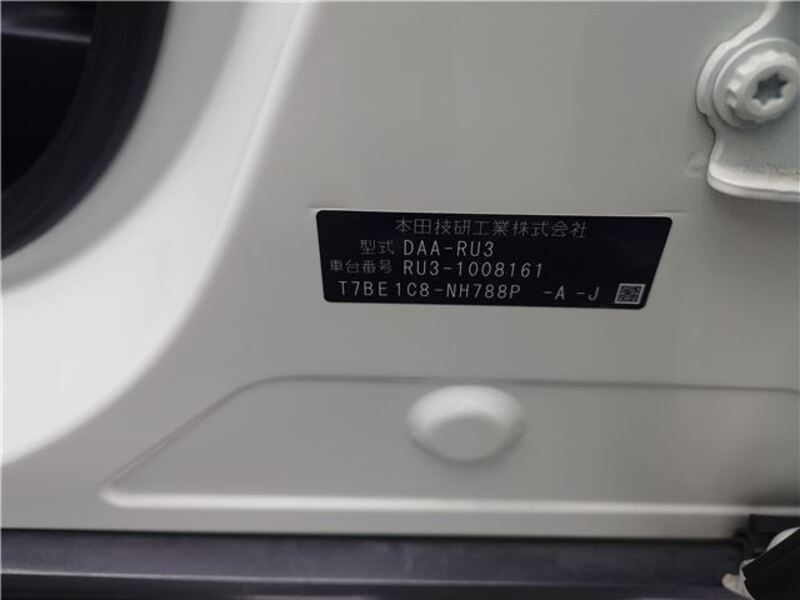 本田技研工業株式会社
型式 DAA-RU3
車台番号 RU3-1008161
T7BE1C8-NH788P -A-J